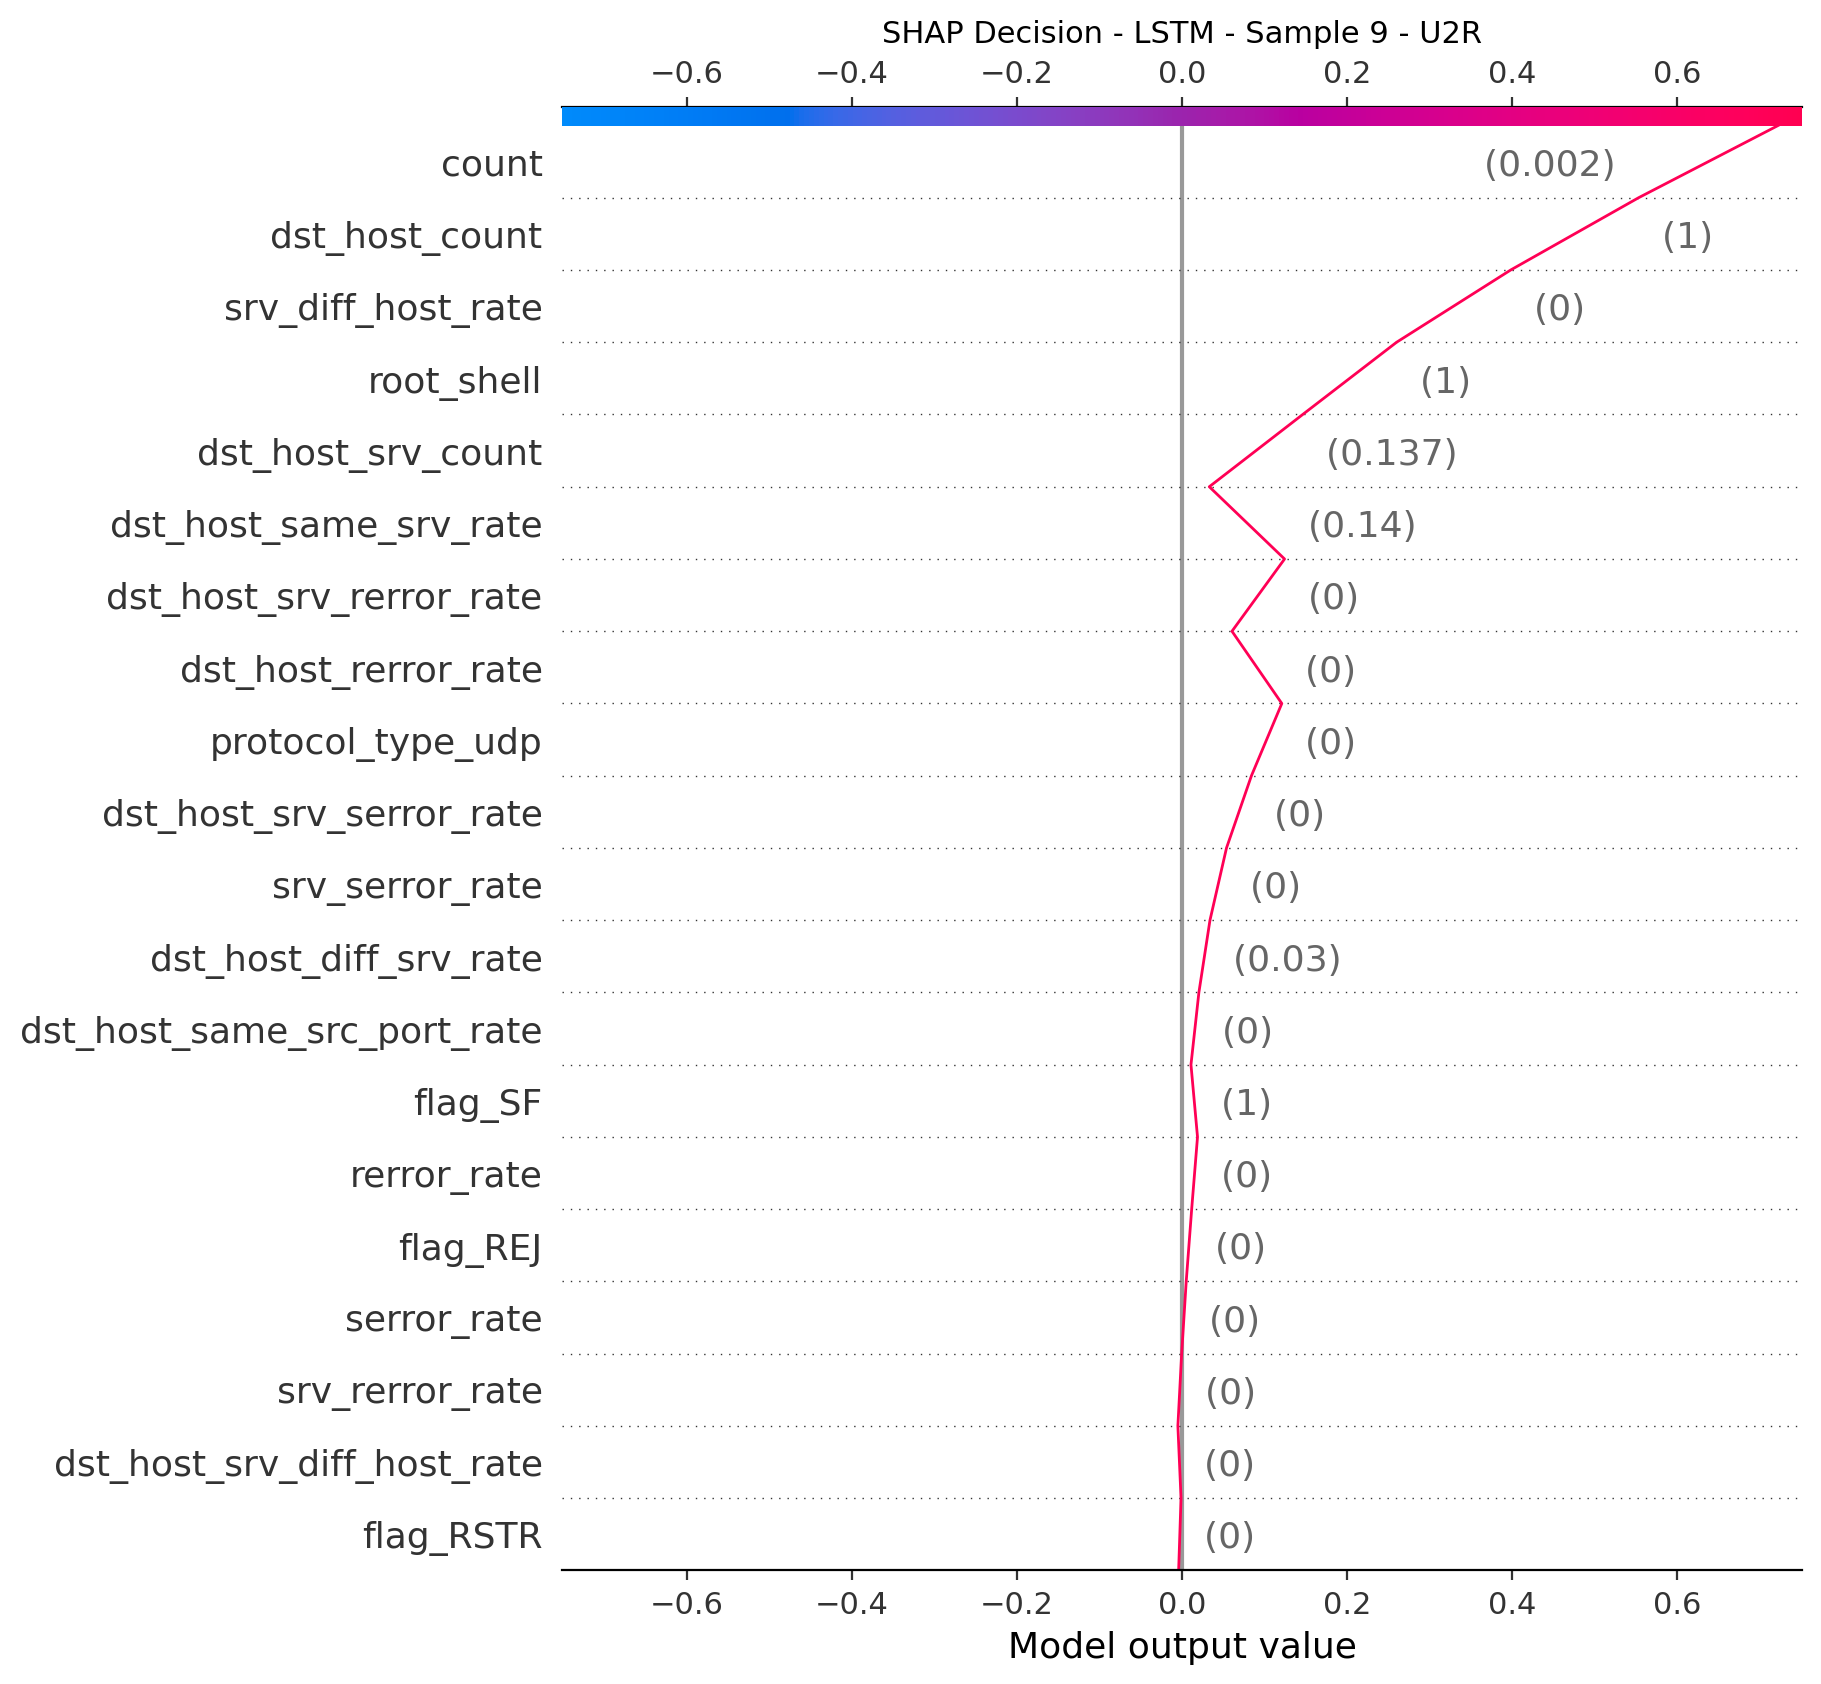 SHAP Decision - LSTM - Sample 9 - U2R
−0.6 −0.4 −0.2 0.0 0.2 0.4 0.6
count (0.002)
dst_host_count (1)
srv_diff_host_rate (0)
root_shell (1)
dst_host_srv_count (0.137)
dst_host_same_srv_rate (0.14)
dst_host_srv_rerror_rate (0)
dst_host_rerror_rate (0)
protocol_type_udp (0)
dst_host_srv_serror_rate (0)
srv_serror_rate (0)
dst_host_diff_srv_rate (0.03)
dst_host_same_src_port_rate (0)
flag_SF (1)
rerror_rate (0)
flag_REJ (0)
serror_rate (0)
srv_rerror_rate (0)
dst_host_srv_diff_host_rate (0)
flag_RSTR (0)
−0.6 −0.4 −0.2 0.0 0.2 0.4 0.6
Model output value